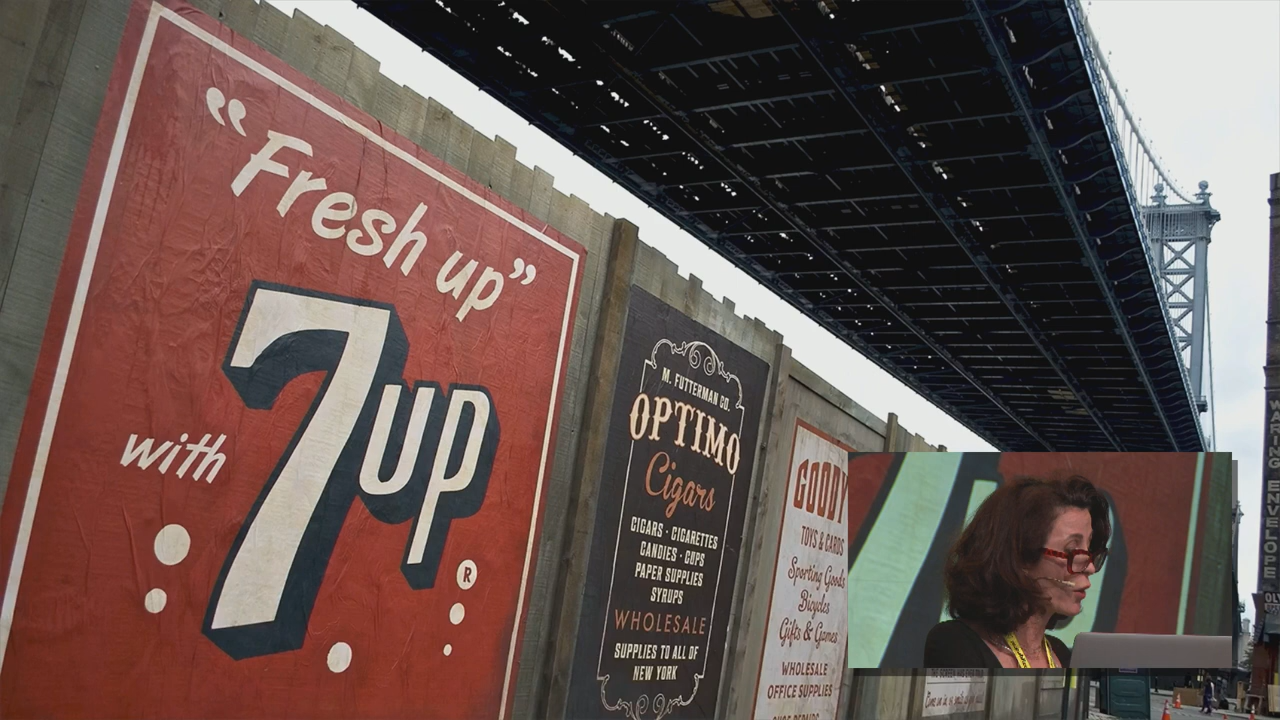 “Fresh up”
with
7up
®
M. FUTTERMAN CO.
OPTIMO
Cigars
CIGARS · CIGARETTES
CANDIES · CUPS
PAPER SUPPLIES
SYRUPS
WHOLESALE
SUPPLIES TO ALL OF
NEW YORK
GOODY
TOYS & CARDS
Sporting Goods
Bicycles
Gifts & Games
WHOLESALE
OFFICE SUPPLIES
ENVELOPE